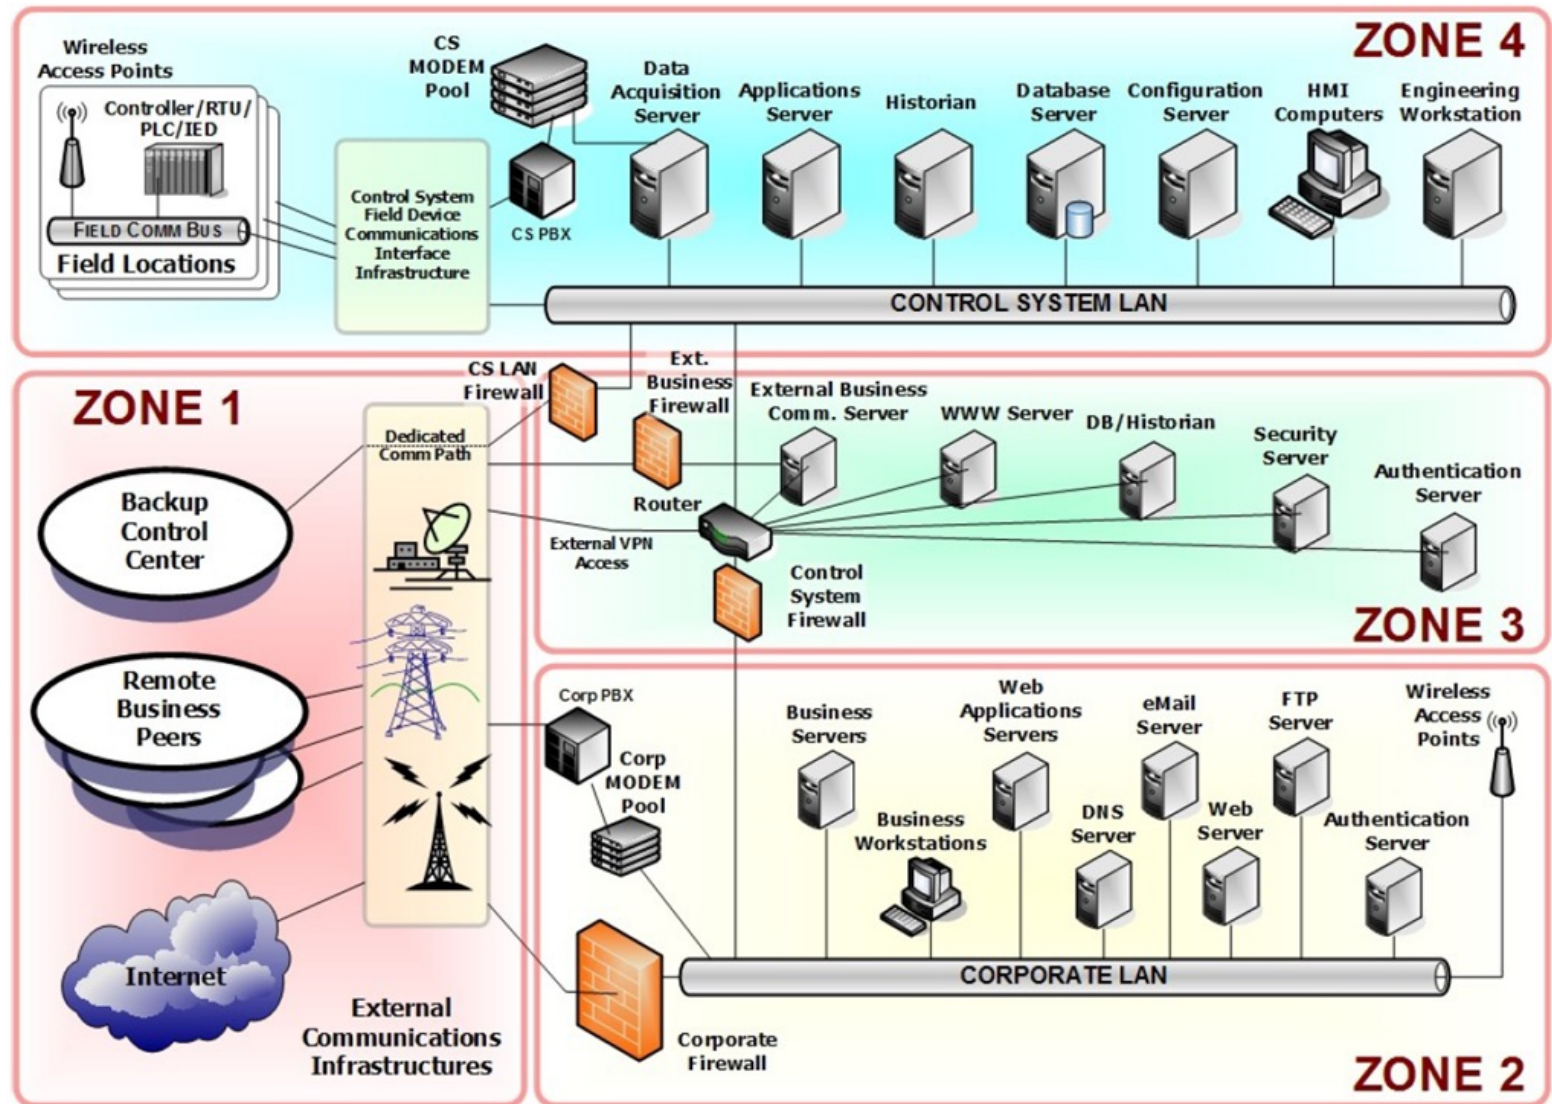 ZONE 4
Wireless
Access Points
Controller/RTU/
PLC/IED
FIELD COMM BUS
Field Locations
Control System
Field Device
Communications
Interface
Infrastructure
CS
MODEM
Pool
CS PBX
Data
Acquisition
Server
Applications
Server
Historian
Database
Server
Configuration
Server
HMI
Computers
Engineering
Workstation
CONTROL SYSTEM LAN
ZONE 1
CS LAN
Firewall
Dedicated
Comm Path
Backup
Control
Center
Remote
Business
Peers
Internet
External
Communications
Infrastructures
Ext.
Business
Firewall
External Business
Comm. Server
WWW Server
DB/Historian
Security
Server
Authentication
Server
Router
External VPN
Access
Control
System
Firewall
ZONE 3
Corp PBX
Corp
MODEM
Pool
Business
Servers
Business
Workstations
Web
Applications
Servers
DNS
Server
eMail
Server
Web
Server
FTP
Server
Authentication
Server
Wireless
Access
Points
CORPORATE LAN
Corporate
Firewall
ZONE 2